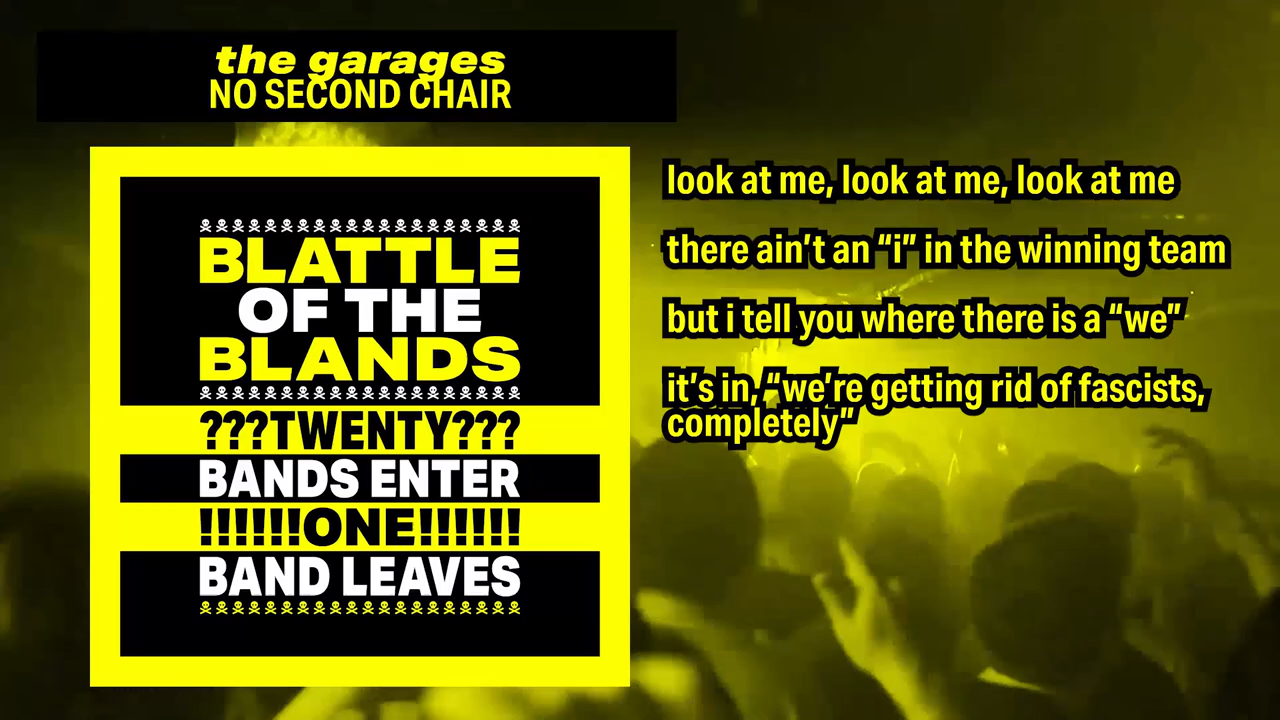 the garages
NO SECOND CHAIR
BLATTLE
OF THE
BLANDS
???TWENTY???
BANDS ENTER
!!!!!!ONE!!!!!!
BAND LEAVES
look at me, look at me, look at me
there ain’t an “i” in the winning team
but i tell you where there is a “we”
it’s in, “we’re getting rid of fascists,
completely”